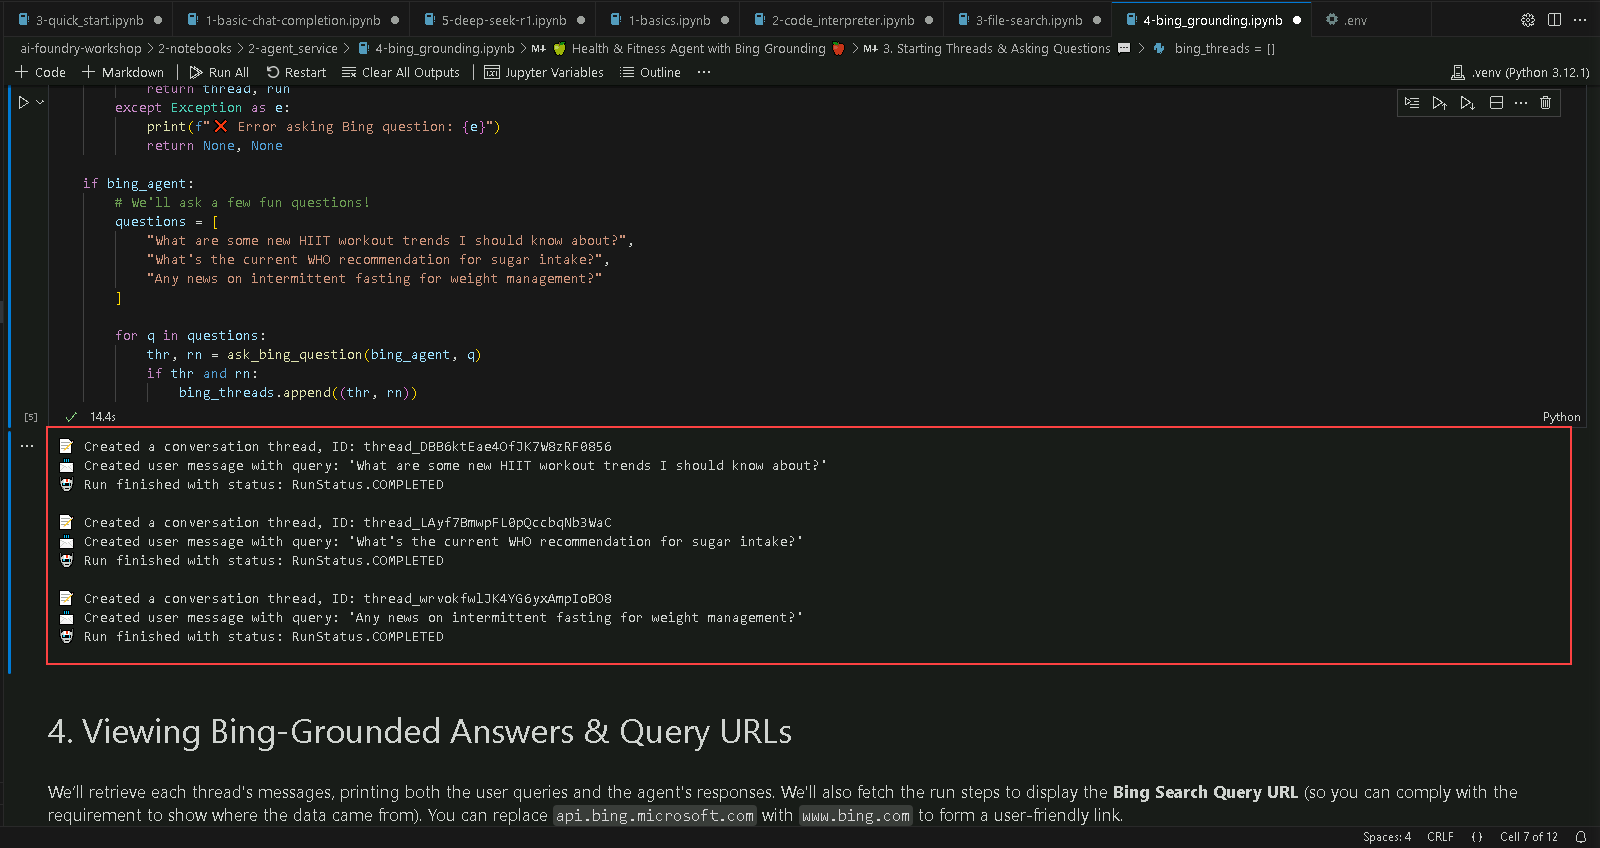 3-quick_start.ipynb
1-basic-chat-completion.ipynb
5-deep-seek-r1.ipynb
1-basics.ipynb
2-code_interpreter.ipynb
3-file-search.ipynb
4-bing_grounding.ipynb
.env
ai-foundry-workshop > 2-notebooks > 2-agent_service > 4-bing_grounding.ipynb > M↓ 🍏 Health & Fitness Agent with Bing Grounding 🍎 > M↓ 3. Starting Threads & Asking Questions 💬 > bing_threads = []
+ Code + Markdown | Run All Restart Clear All Outputs | Jupyter Variables Outline ···
.venv (Python 3.12.1)
return thread, run
except Exception as e:
print(f"❌ Error asking Bing question: {e}")
return None, None
if bing_agent:
# We'll ask a few fun questions!
questions = [
"What are some new HIIT workout trends I should know about?",
"What's the current WHO recommendation for sugar intake?",
"Any news on intermittent fasting for weight management?"
]
for q in questions:
thr, rn = ask_bing_question(bing_agent, q)
if thr and rn:
bing_threads.append((thr, rn))
[5]
14.4s
Python
📝 Created a conversation thread, ID: thread_DBB6ktEae4OfJK7W8zRF0856
Created user message with query: 'What are some new HIIT workout trends I should know about?'
🤖 Run finished with status: RunStatus.COMPLETED
📝 Created a conversation thread, ID: thread_LAyf7BmwpFL0pQccbqNb3WaC
Created user message with query: 'What's the current WHO recommendation for sugar intake?'
🤖 Run finished with status: RunStatus.COMPLETED
📝 Created a conversation thread, ID: thread_wrvokfwlJK4YG6yxAmpIoBO8
Created user message with query: 'Any news on intermittent fasting for weight management?'
🤖 Run finished with status: RunStatus.COMPLETED
4. Viewing Bing-Grounded Answers & Query URLs
We'll retrieve each thread's messages, printing both the user queries and the agent's responses. We'll also fetch the run steps to display the Bing Search Query URL (so you can comply with the
requirement to show where the data came from). You can replace api.bing.microsoft.com with www.bing.com to form a user-friendly link.
Spaces: 4 CRLF {} Cell 7 of 12